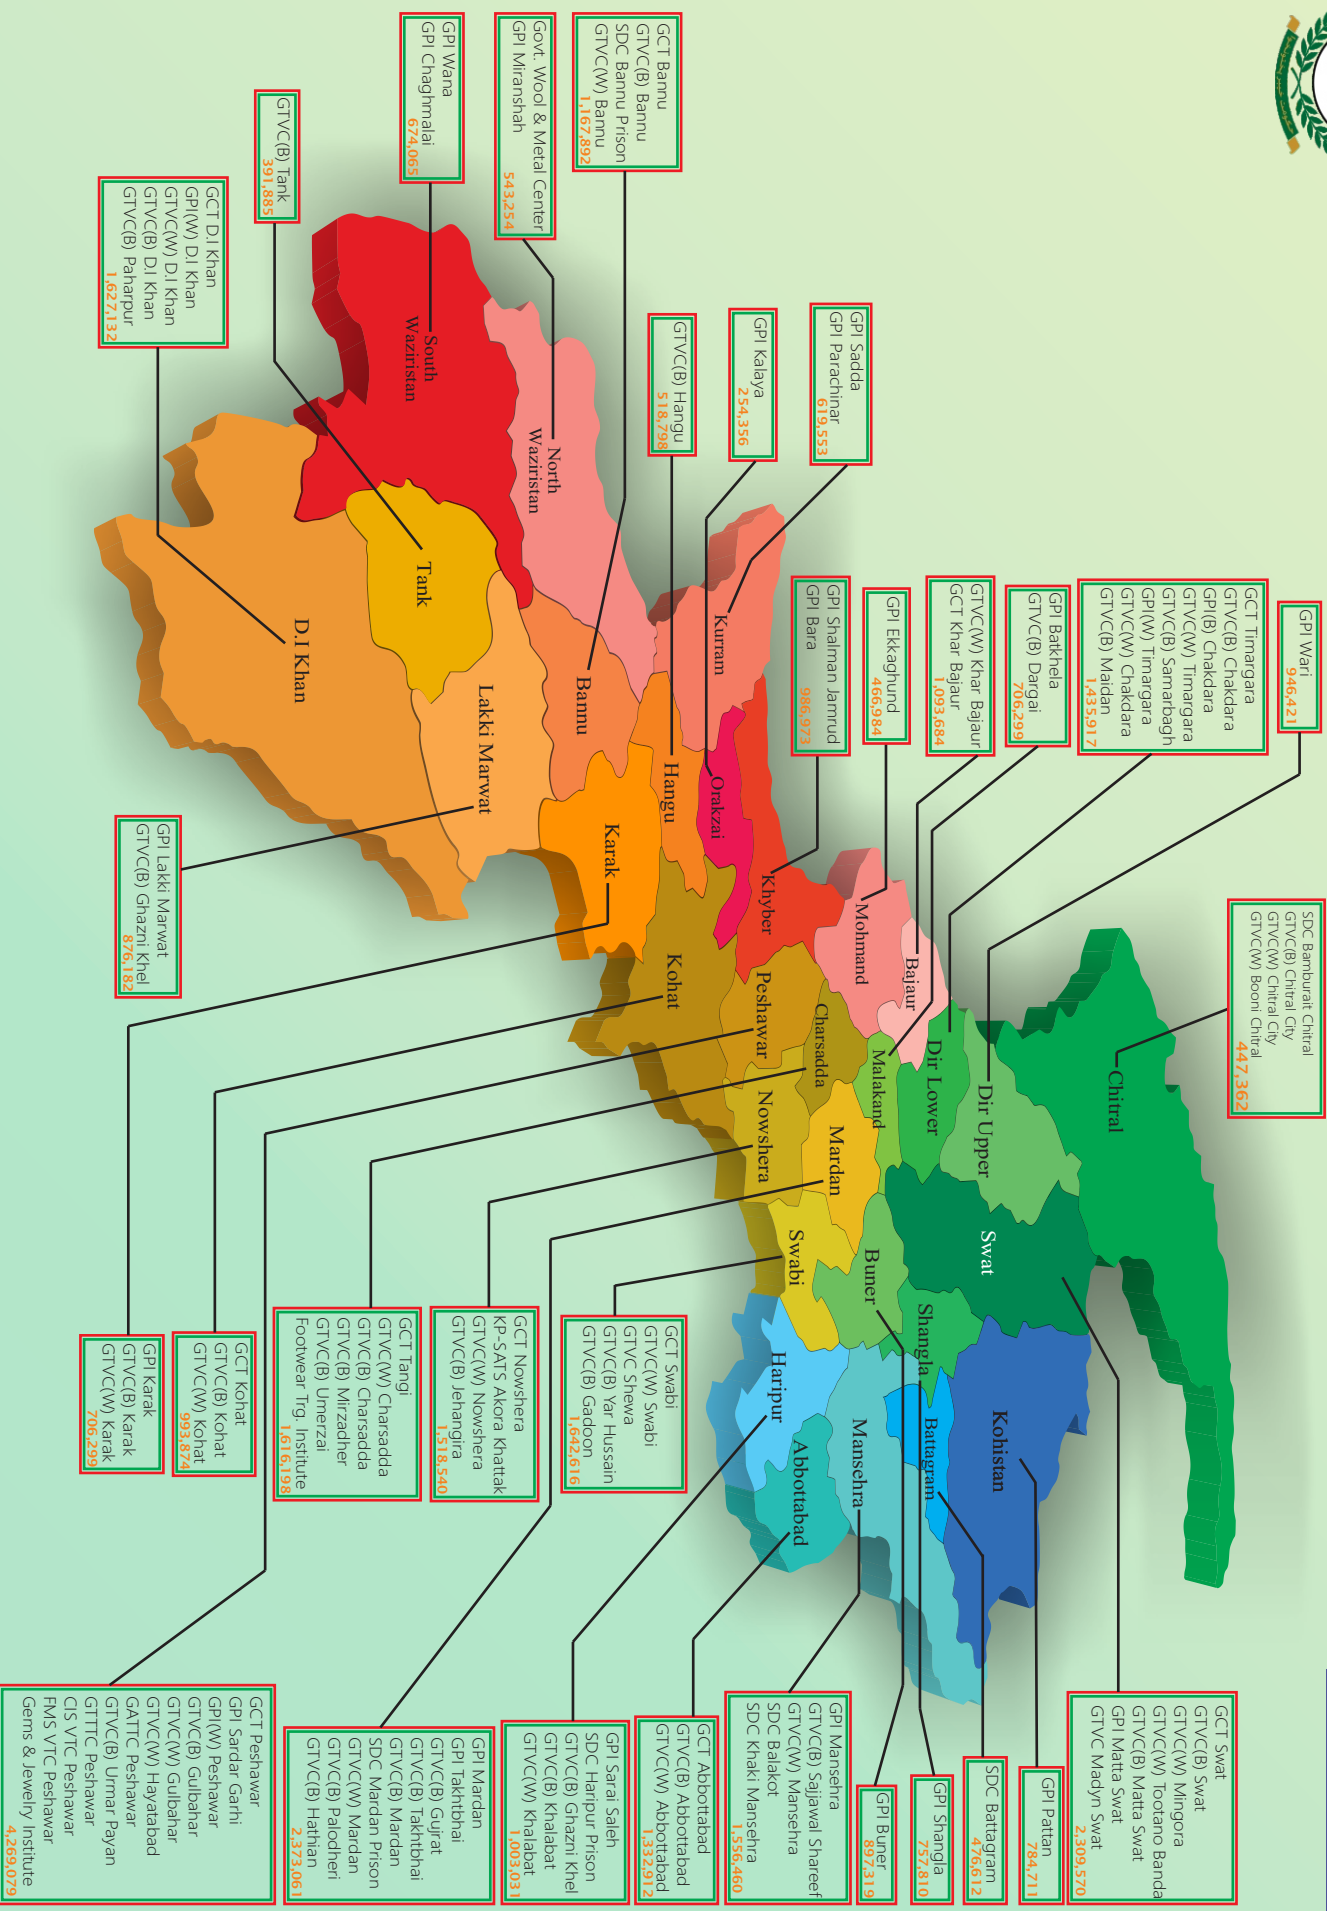 SDC Bamburait Chitral
GTVC(B) Chitral City
GTVC(W) Chitral City
GTVC(W) Booni Chitral
447,362
GPI Wari
946,421
GCT Timargara
GTVC(B) Chakdara
GPI(B) Chakdara
GTVC(W) Timargara
GTVC(B) Samarbagh
GPI(W) Timargara
GTVC(W) Chakdara
GTVC(B) Maidan
1,435,917
GPI Batkhela
GTVC(B) Dargai
706,299
GTVC(W) Khar Bajaur
GCT Khar Bajaur
1,093,684
GPI Ekkaghund
466,984
GPI Shalman Jamrud
GPI Bara
986,973
GPI Sadda
GPI Parachinar
619,553
GPI Kalaya
254,356
GTVC(B) Hangu
518,798
GCT Bannu
GTVC(B) Bannu
SDC Bannu Prison
GTVC(W) Bannu
1,167,892
Govt. Wool & Metal Center
GPI Miranshah
543,254
GPI Wana
GPI Chaghmalai
674,065
GTVC(B) Tank
391,885
GCT D.I Khan
GPI(W) D.I Khan
GTVC(W) D.I Khan
GTVC(B) D.I Khan
GTVC(B) Paharpur
1,627,132
Chitral
Dir Upper
Dir Lower
Swat
Kohistan
Shangla
Battagram
Bajaur
Malakand
Buner
Mansehra
Mohmand
Charsadda
Mardan
Swabi
Haripur
Abbottabad
Khyber
Peshawar
Nowshera
Kurram
Orakzai
Hangu
Kohat
Karak
North
Waziristan
Bannu
Lakki Marwat
South
Waziristan
Tank
D.I Khan
GCT Swat
GTVC(B) Swat
GTVC(W) Mingora
GTVC(W) Tootano Banda
GTVC(B) Matta Swat
GPI Matta Swat
GTVC Madyn Swat
2,309,570
GPI Pattan
784,711
SDC Battagram
476,612
GPI Shangla
757,810
GPI Buner
897,319
GPI Mansehra
GTVC(B) Sajjawal Shareef
GTVC(W) Mansehra
SDC Balakot
SDC Khaki Mansehra
1,556,460
GCT Abbottabad
GTVC(B) Abbottabad
GTVC(W) Abbottabad
1,332,912
GPI Sarai Saleh
SDC Haripur Prison
GTVC(B) Ghazni Khel
GTVC(B) Khalabat
GTVC(W) Khalabat
1,003,031
GCT Swabi
GTVC(W) Swabi
GTVC Shewa
GTVC(B) Yar Hussain
GTVC(B) Gadoon
1,642,616
GPI Mardan
GPI Takhtbhai
GTVC(B) Gujrat
GTVC(B) Takhtbhai
GTVC(B) Mardan
SDC Mardan Prison
GTVC(W) Mardan
GTVC(B) Palodheri
GTVC(B) Hathian
2,373,061
GCT Nowshera
KP-SATS Akora Khattak
GTVC(W) Nowshera
GTVC(B) Jehangira
1,518,540
GCT Tangi
GTVC(W) Charsadda
GTVC(B) Charsadda
GTVC(B) Mirzadher
GTVC(B) Umerzai
Footwear Trg. Institute
1,616,198
GCT Peshawar
GPI Sardar Garhi
GPI(W) Peshawar
GTVC(B) Gulbahar
GTVC(W) Gulbahar
GTVC(W) Hayatabad
GATTC Peshawar
GTVC(B) Urmar Payan
GTTTC Peshawar
CIS VTC Peshawar
FMS VTC Peshawar
Gems & Jewelry Institute
4,269,079
GCT Kohat
GTVC(B) Kohat
GTVC(W) Kohat
993,874
GPI Karak
GTVC(B) Karak
GTVC(W) Karak
706,299
GPI Lakki Marwat
GTVC(B) Ghazni Khel
876,182